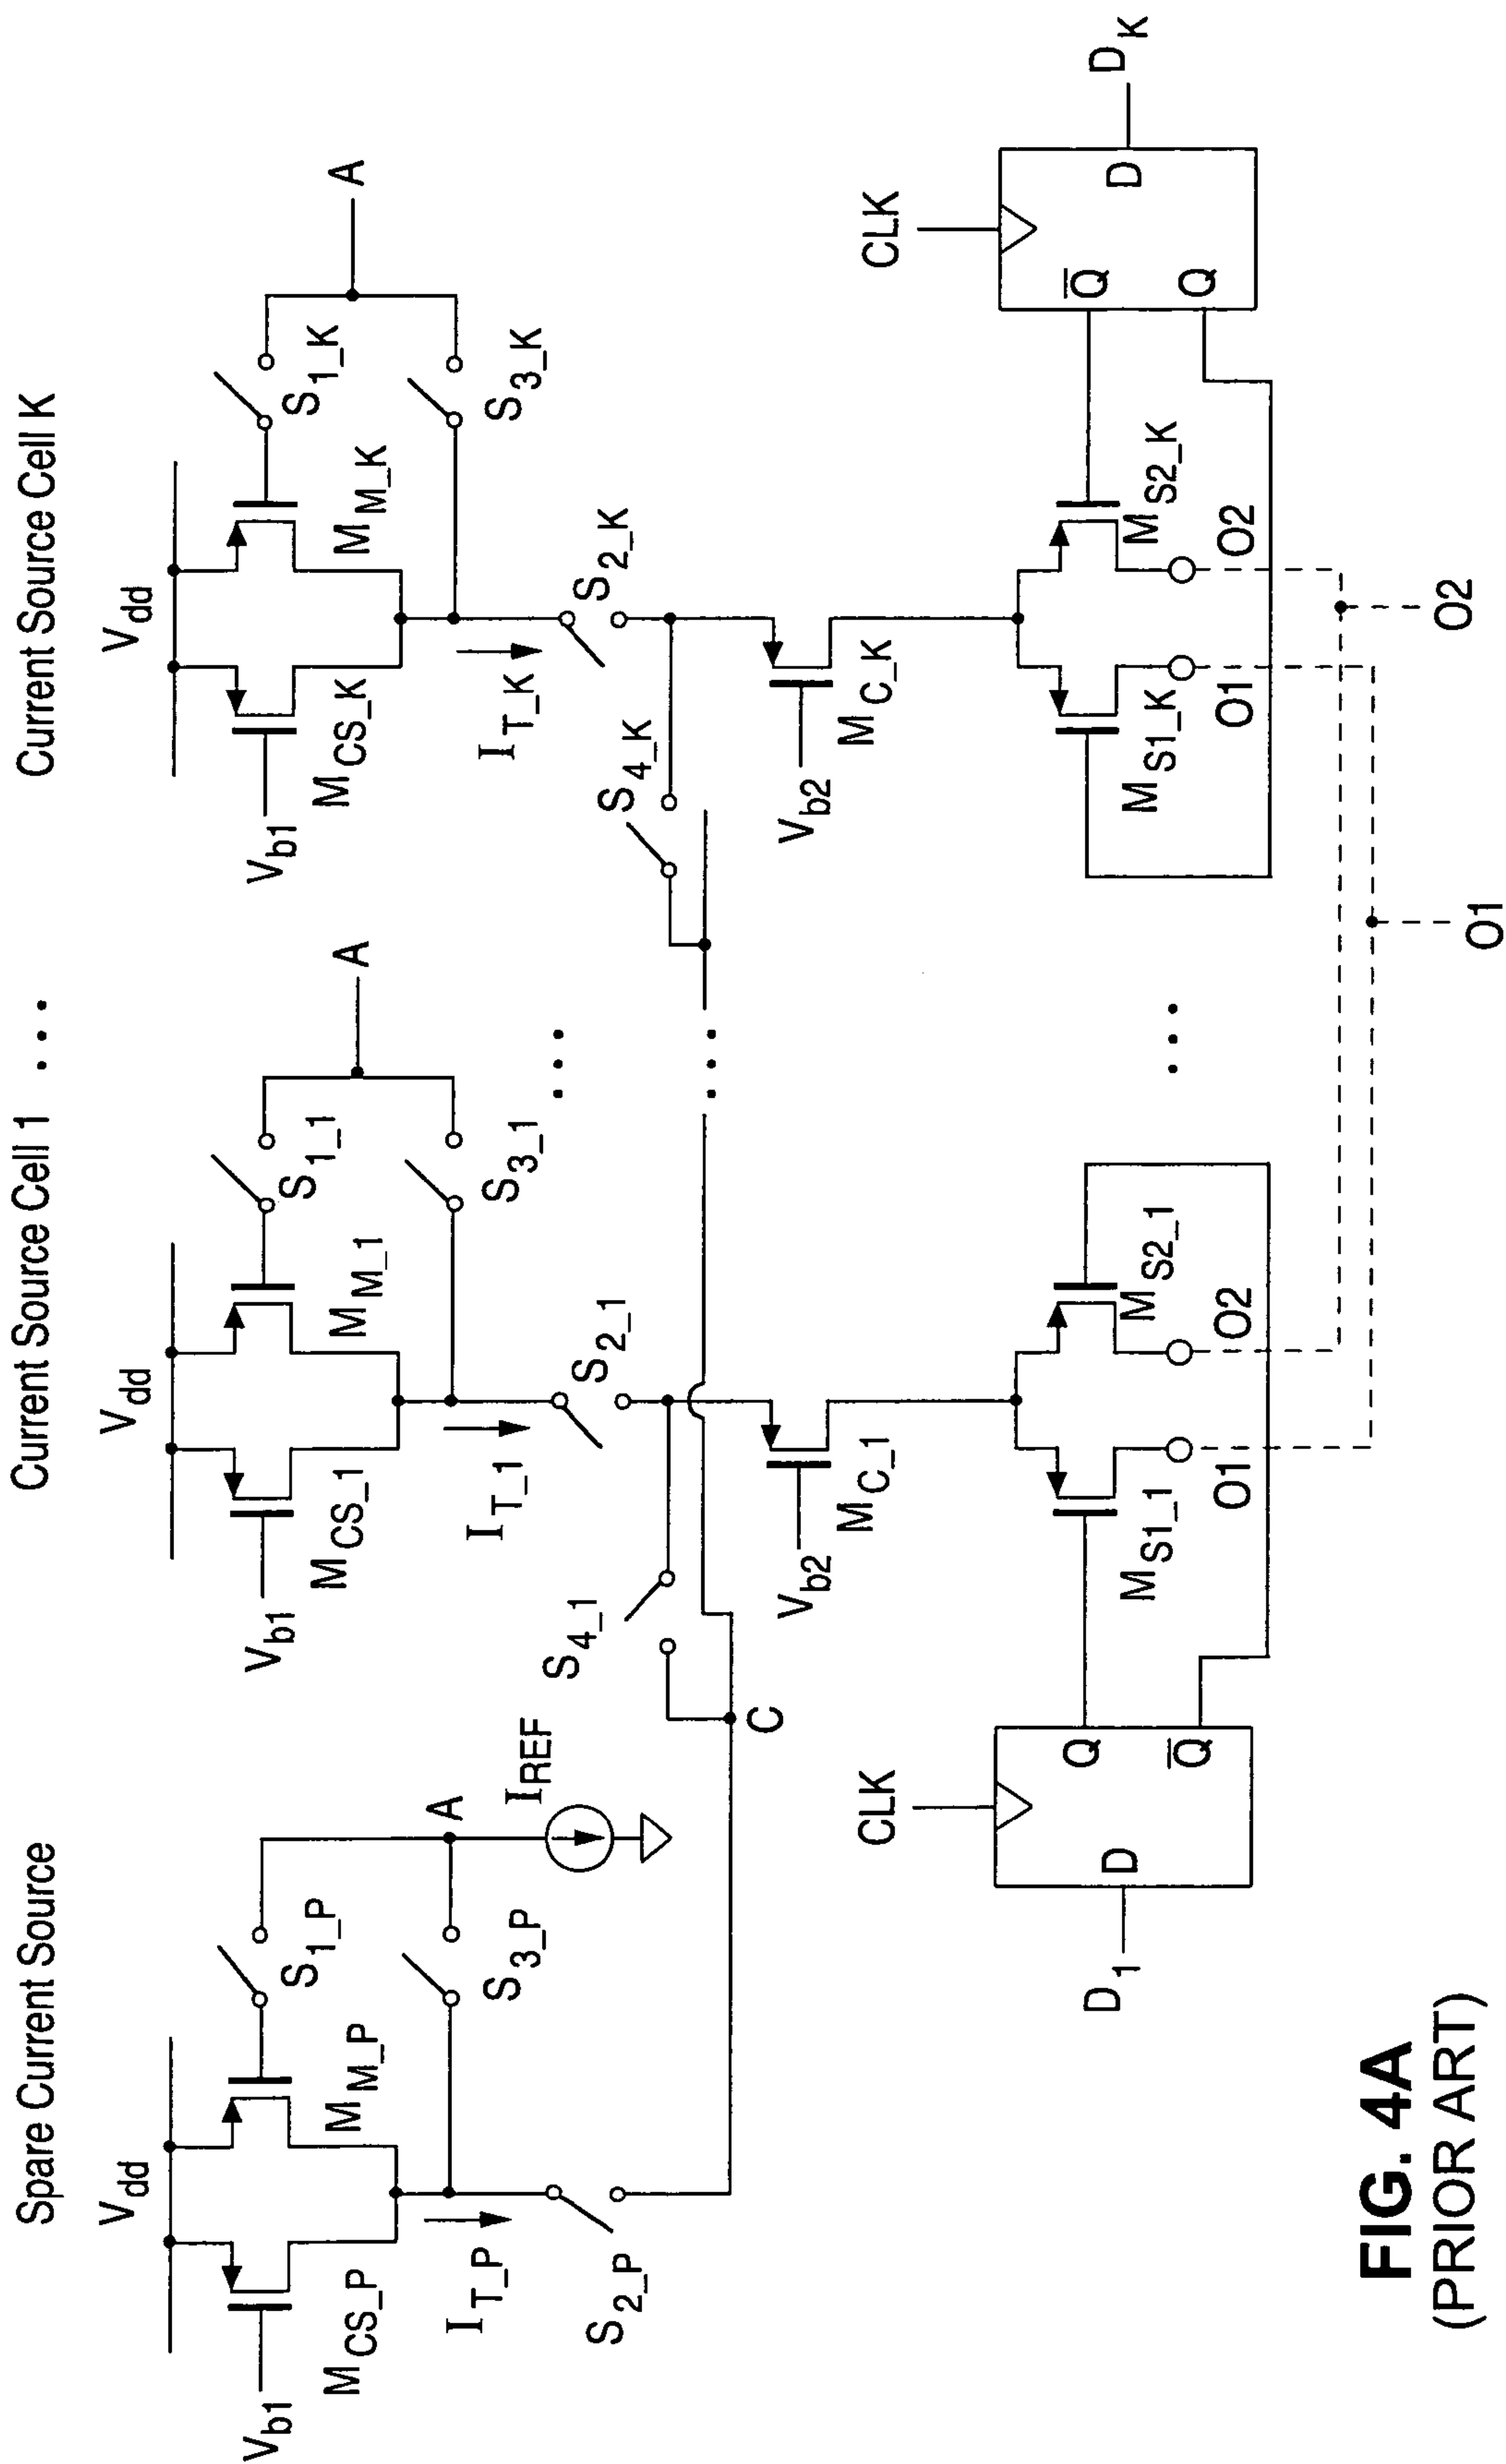 Spare Current Source
Current Source Cell 1 ...
Current Source Cell K
V_dd
V_b1
M_CS_P
M_M_P
S_1_P
A
S_3_P
I_T_P
S_2_P
I_REF
C
V_dd
V_b1
M_CS_1
M_M_1
S_1_1
A
S_3_1
I_T_1
S_2_1
S_4_1
V_b2
M_C_1
...
...
V_dd
V_b1
M_CS_K
M_M_K
S_1_K
A
S_3_K
I_T_K
S_2_K
S_4_K
V_b2
M_C_K
D_1
D
CLK
Q
Q̅
M_S1_1
M_S2_1
O1
O2
...
M_S1_K
M_S2_K
O1
O2
Q̅
Q
CLK
D
D_K
O2
O1
FIG. 4A
(PRIOR ART)